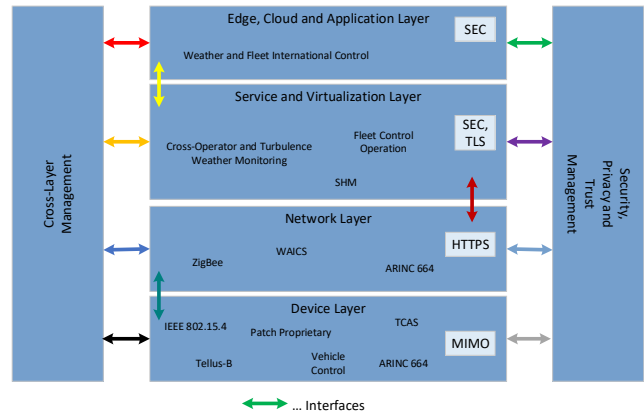 Edge, Cloud and Application Layer
SEC
Weather and Fleet International Control
Service and Virtualization Layer
SEC,
TLS
Fleet Control
Operation
Cross-Operator and Turbulence
Weather Monitoring
SHM
Network Layer
HTTPS
WAICS
ZigBee
ARINC 664
Device Layer
IEEE 802.15.4
Patch Proprietary
TCAS
MIMO
Tellus-B
Vehicle
Control
ARINC 664
Cross-Layer
Management
Security,
Privacy and
Trust
Management
... Interfaces